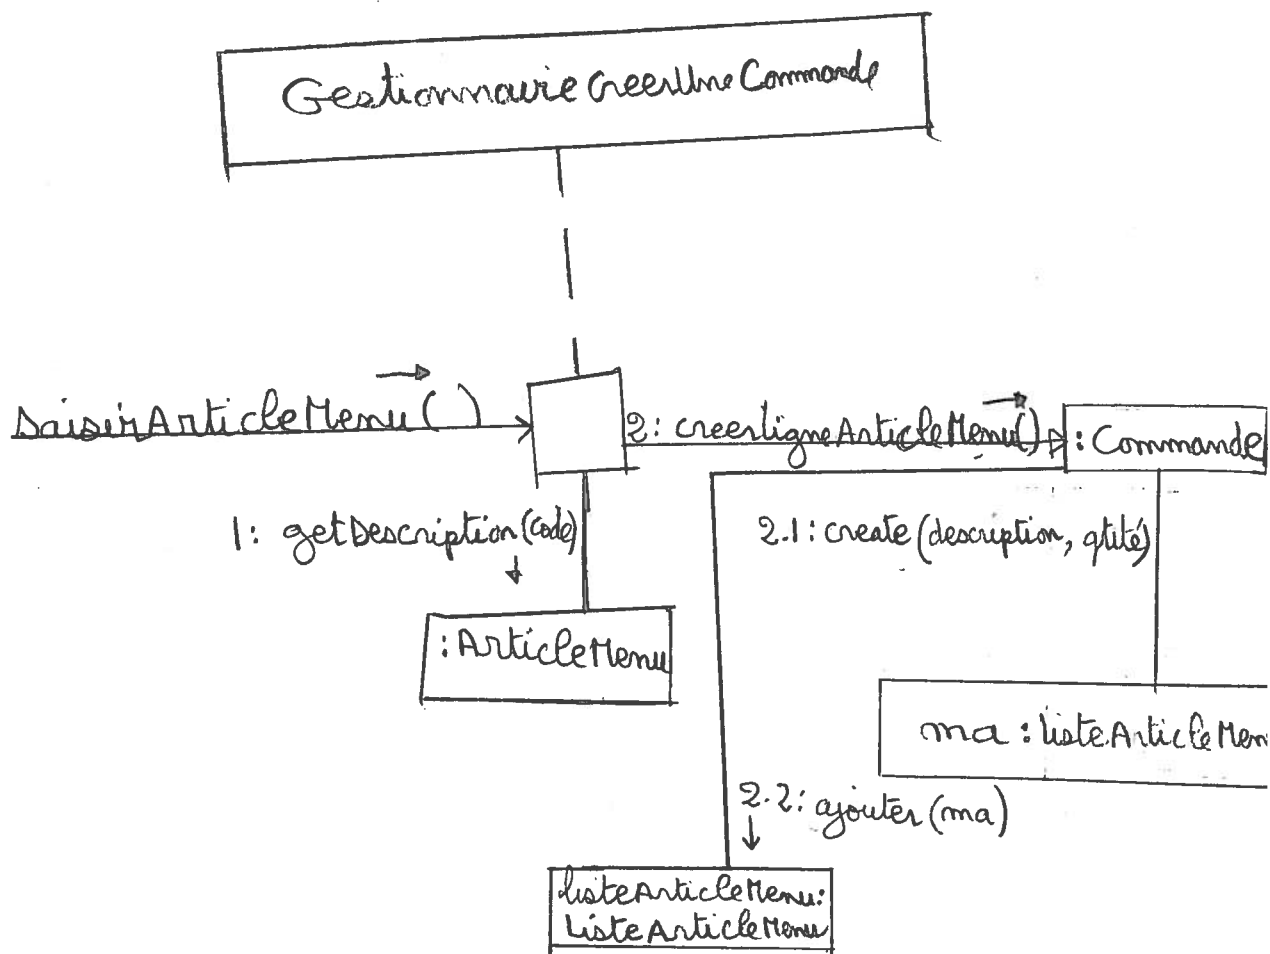 GestionnaireCreerUneCommande
saisirArticleMenu( )
2: creerligneArticleMenu()
:Commande
1: getDescription(code)
2.1: create(description, qtité)
:ArticleMenu
ma : listeArticleMen
2.2: ajouter(ma)
listeArticleMenu:
ListeArticleMenu